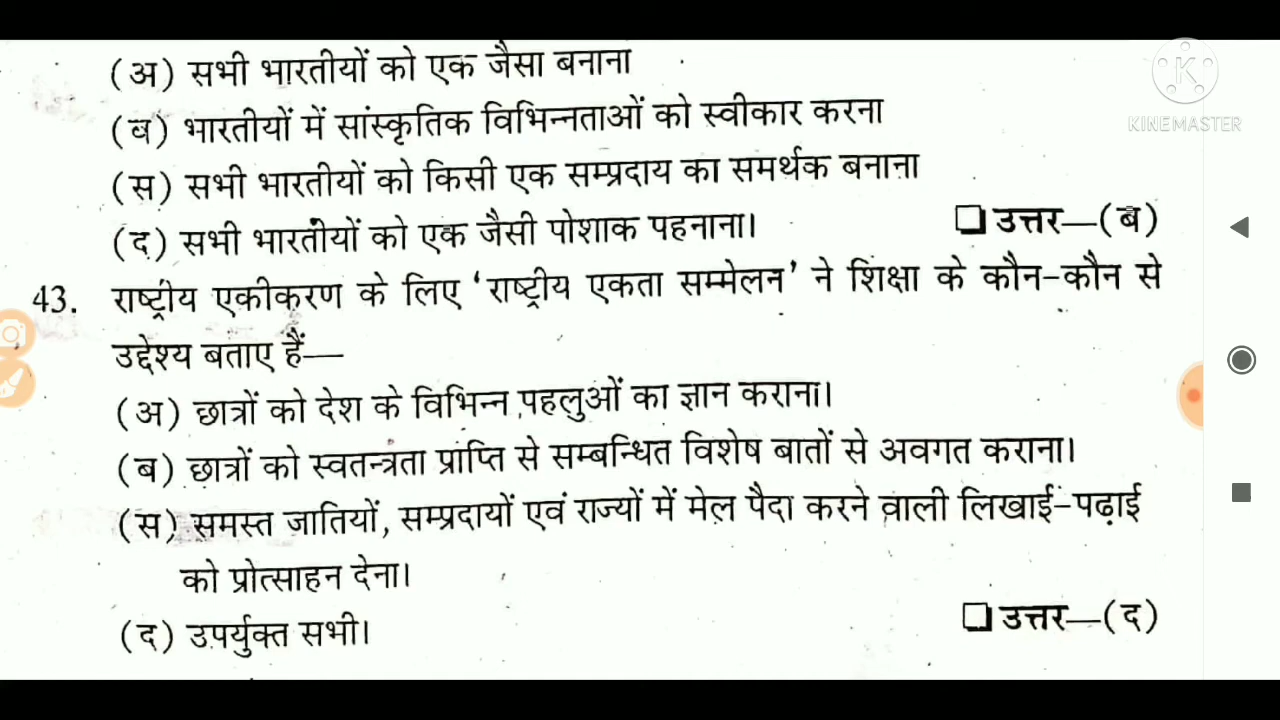 (अ) सभी भारतीयों को एक जैसा बनाना
(ब) भारतीयों में सांस्कृतिक विभिन्नताओं को स्वीकार करना
(स) सभी भारतीयों को किसी एक सम्प्रदाय का समर्थक बनाना
(द) सभी भारतीयों को एक जैसी पोशाक पहनाना। ❑ उत्तर—(ब)
43. राष्ट्रीय एकीकरण के लिए ‘राष्ट्रीय एकता सम्मेलन’ ने शिक्षा के कौन-कौन से
उद्देश्य बताए हैं—
(अ) छात्रों को देश के विभिन्न पहलुओं का ज्ञान कराना।
(ब) छात्रों को स्वतन्त्रता प्राप्ति से सम्बन्धित विशेष बातों से अवगत कराना।
(स) समस्त जातियों, सम्प्रदायों एवं राज्यों में मेल पैदा करने वाली लिखाई-पढ़ाई
को प्रोत्साहन देना।
(द) उपर्युक्त सभी। ❑ उत्तर—(द)
K
KINEMASTER